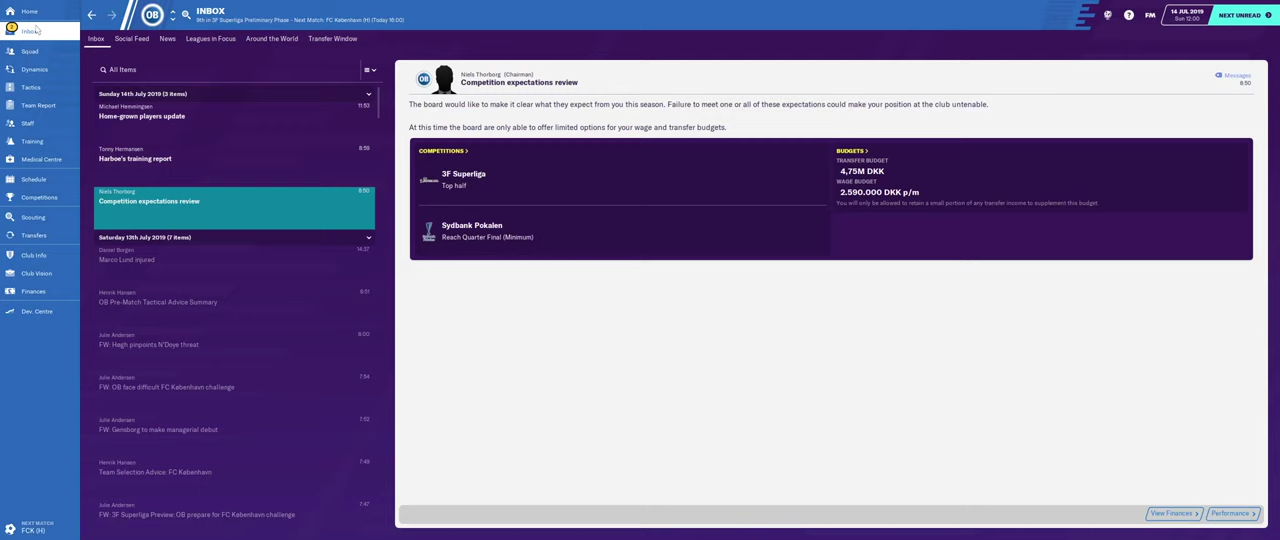 Home
Inbox
Squad
Dynamics
Tactics
Team Report
Staff
Training
Medical Centre
Schedule
Competitions
Scouting
Transfers
Club Info
Club Vision
Finances
Dev. Centre
NEXT MATCH
FCK (H)
OB
INBOX
9th in 3F Superliga Preliminary Phase - Next Match: FC København (H) (Today 16:00)
FM
14 JUL 2019
Sun 12:00
NEXT UNREAD
Inbox
Social Feed
News
Leagues in Focus
Around the World
Transfer Window
All Items
Sunday 14th July 2019 (3 items)
Michael Hemmingsen
11:53
Home-grown players update
Tonny Hermansen
8:59
Harboe's training report
Niels Thorborg
8:50
Competition expectations review
Saturday 13th July 2019 (7 items)
Daniel Borgen
14:37
Marco Lund injured
Henrik Hansen
8:51
OB Pre-Match Tactical Advice Summary
Julie Andersen
8:00
FW: Høgh pinpoints N'Doye threat
Julie Andersen
7:54
FW: OB face difficult FC København challenge
Julie Andersen
7:52
FW: Gensborg to make managerial debut
Henrik Hansen
7:49
Team Selection Advice: FC København
Julie Andersen
7:47
FW: 3F Superliga Preview: OB prepare for FC København challenge
OB
Niels Thorborg (Chairman)
Competition expectations review
Messages
8:50
The board would like to make it clear what they expect from you this season. Failure to meet one or all of these expectations could make your position at the club untenable.
At this time the board are only able to offer limited options for your wage and transfer budgets.
COMPETITIONS >
3F Superliga
Top half
Sydbank Pokalen
Reach Quarter Final (Minimum)
BUDGETS >
TRANSFER BUDGET
4,75M DKK
WAGE BUDGET
2.590.000 DKK p/m
You will only be allowed to retain a small portion of any transfer income to supplement this budget.
View Finances >
Performance >